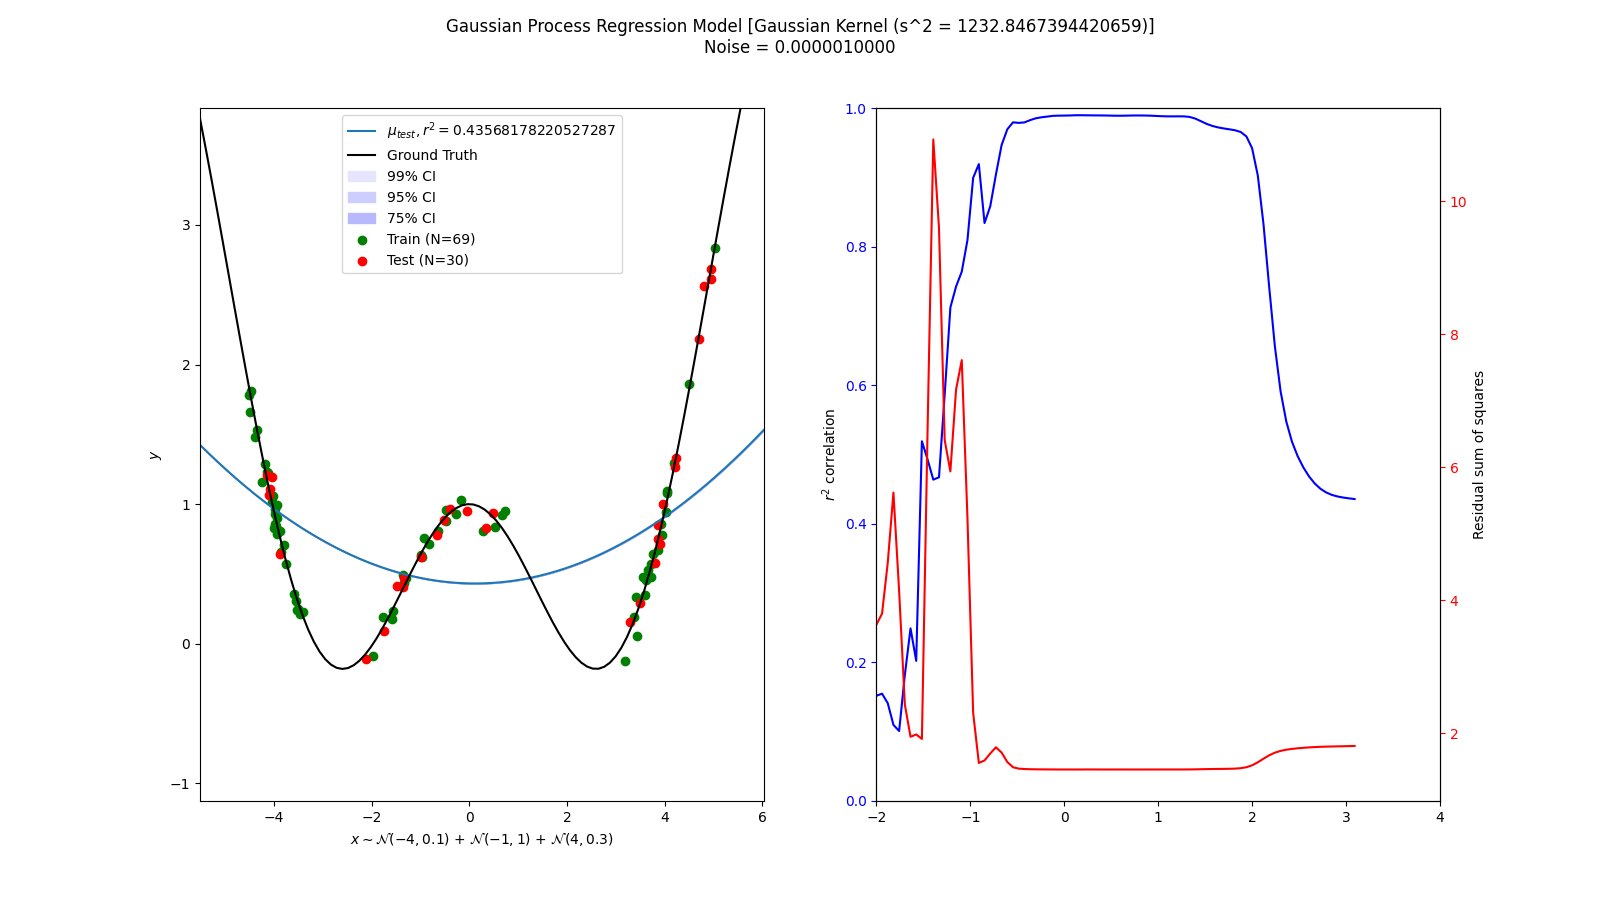 Gaussian Process Regression Model [Gaussian Kernel (s^2 = 1232.8467394420659)]
Noise = 0.0000010000
μ_test, r² = 0.43568178220527287
Ground Truth
99% CI
95% CI
75% CI
Train (N=69)
Test (N=30)
y
3
2
1
0
−1
−4
−2
0
2
4
6
x ∼ 𝒩(−4, 0.1) + 𝒩(−1, 1) + 𝒩(4, 0.3)
r² correlation
1.0
0.8
0.6
0.4
0.2
0.0
−2
−1
0
1
2
3
4
10
8
6
4
2
Residual sum of squares